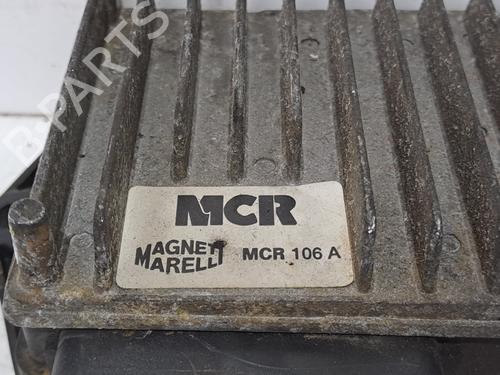 B-PARTS
MCR
MAGNETI MARELLI
MCR 106 A